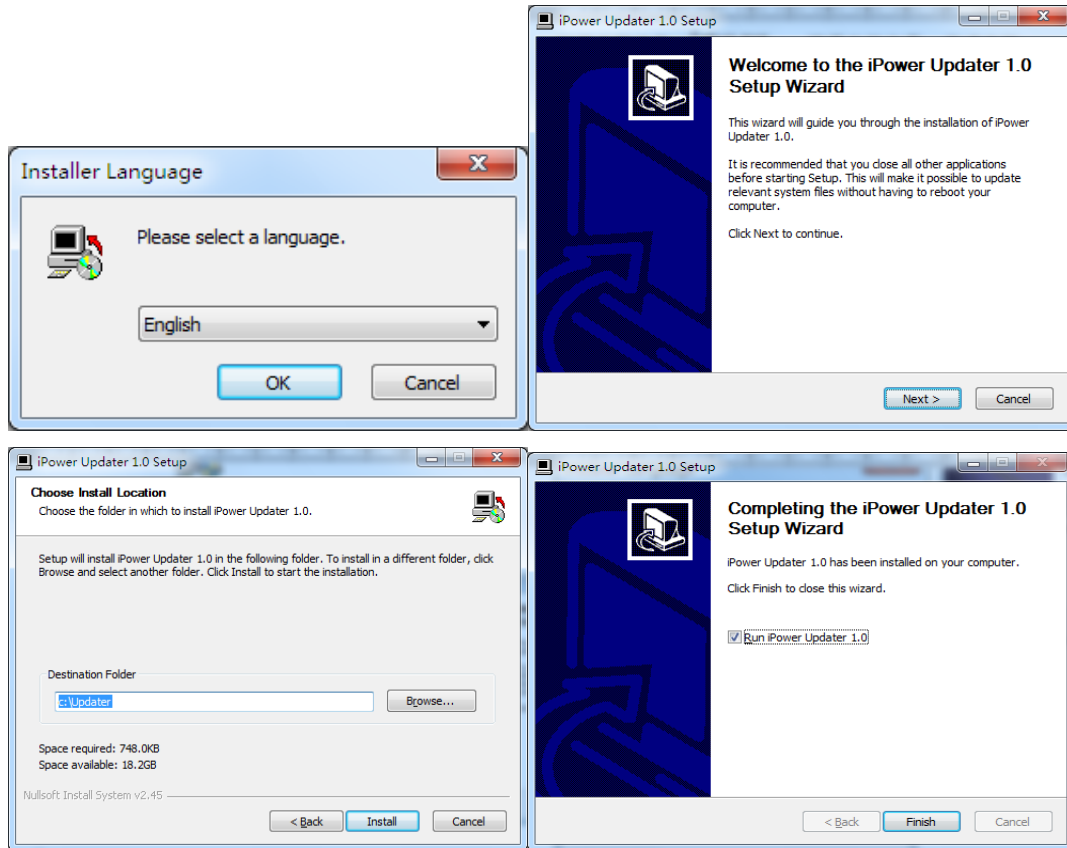 Installer Language
Please select a language.
English
OK
Cancel
iPower Updater 1.0 Setup
Welcome to the iPower Updater 1.0
Setup Wizard
This wizard will guide you through the installation of iPower
Updater 1.0.
It is recommended that you close all other applications
before starting Setup. This will make it possible to update
relevant system files without having to reboot your
computer.
Click Next to continue.
Next >
Cancel
iPower Updater 1.0 Setup
Choose Install Location
Choose the folder in which to install iPower Updater 1.0.
Setup will install iPower Updater 1.0 in the following folder. To install in a different folder, click
Browse and select another folder. Click Install to start the installation.
Destination Folder
c:\Updater
Browse...
Space required: 748.0KB
Space available: 18.2GB
Nullsoft Install System v2.45
< Back
Install
Cancel
iPower Updater 1.0 Setup
Completing the iPower Updater 1.0
Setup Wizard
iPower Updater 1.0 has been installed on your computer.
Click Finish to close this wizard.
Run iPower Updater 1.0
< Back
Finish
Cancel